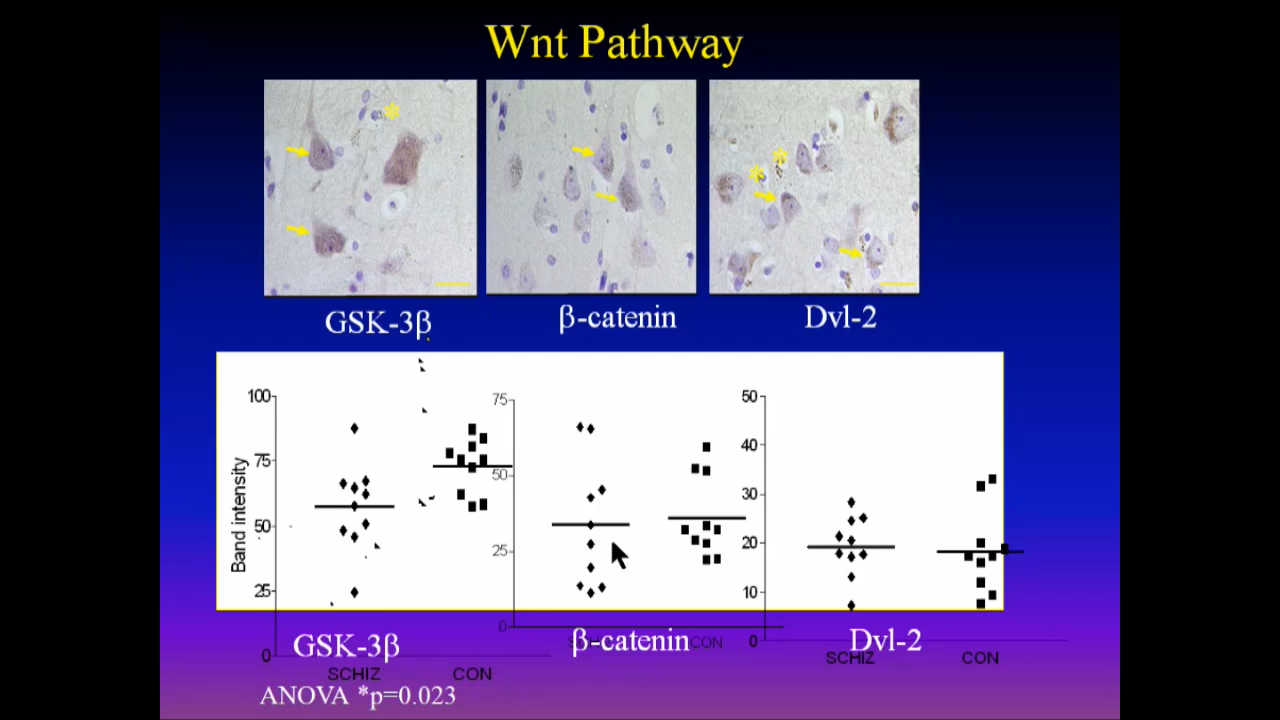 Wnt Pathway
*
* *
GSK-3β
β-catenin
Dvl-2
Band intensity
100
75
50
25
0
75
50
25
0
50
40
30
20
10
0
GSK-3β
β-catenin
CON
Dvl-2
SCHIZ
CON
SCHIZ
CON
ANOVA *p=0.023